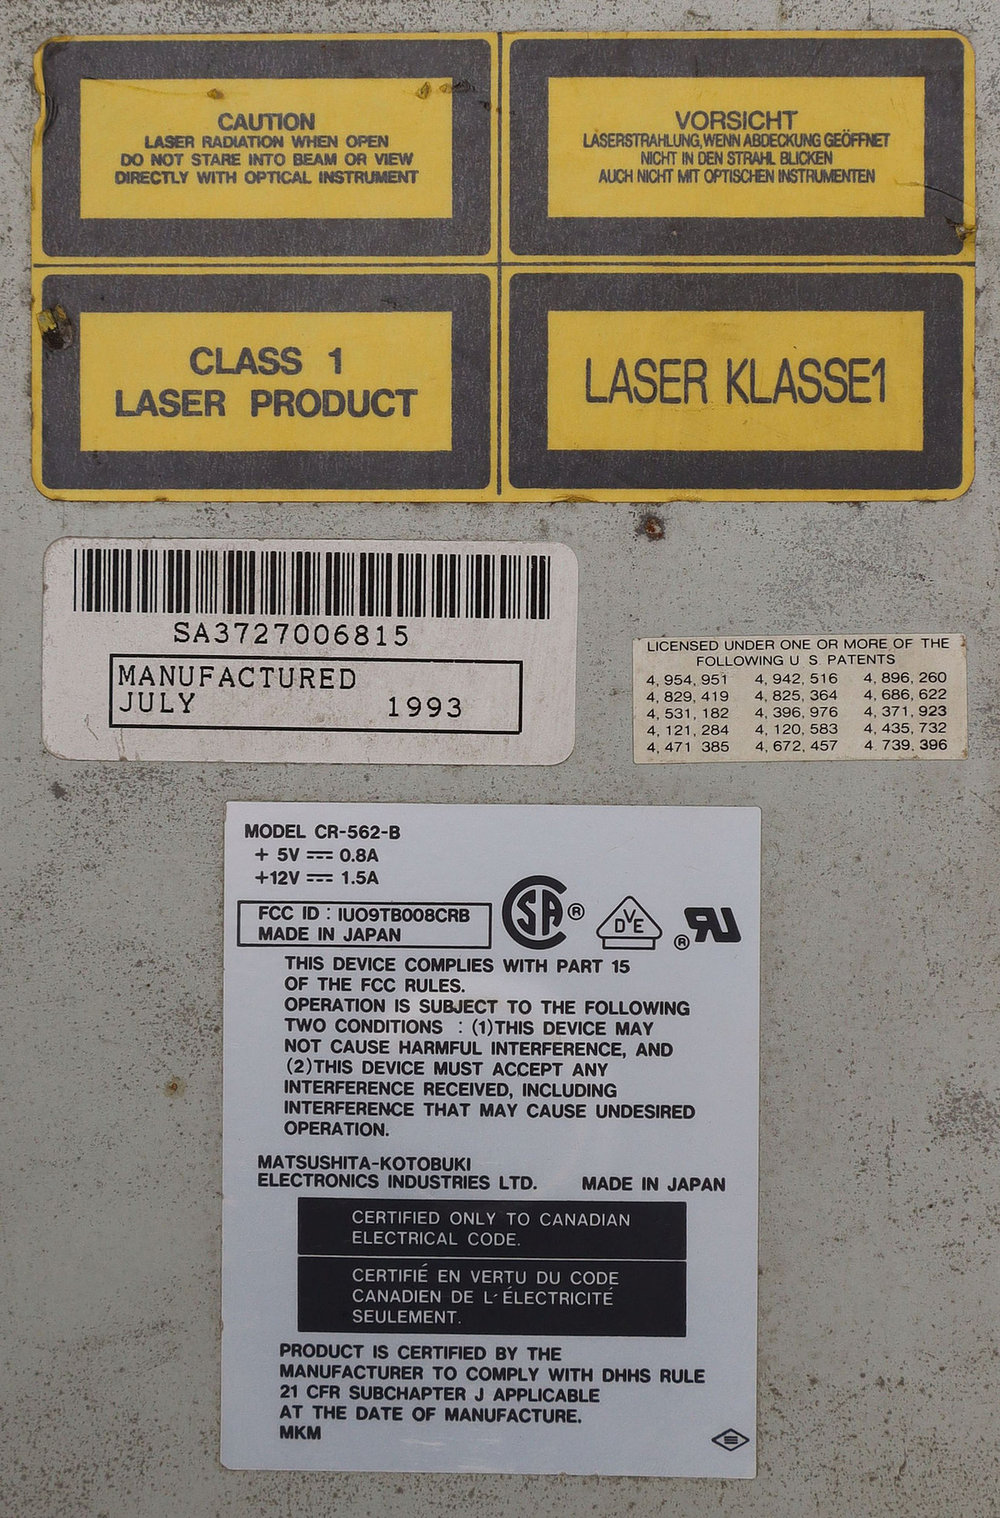 CAUTION
LASER RADIATION WHEN OPEN
DO NOT STARE INTO BEAM OR VIEW
DIRECTLY WITH OPTICAL INSTRUMENT
VORSICHT
LASERSTRAHLUNG,WENN ABDECKUNG GEÖFFNET
NICHT IN DEN STRAHL BLICKEN
AUCH NICHT MIT OPTISCHEN INSTRUMENTEN
CLASS 1
LASER PRODUCT
LASER KLASSE1
SA3727006815
MANUFACTURED
JULY 1993
LICENSED UNDER ONE OR MORE OF THE
FOLLOWING U S PATENTS
4,954,951 4,942,516 4,896,260
4,829,419 4,825,364 4,686,622
4,531,182 4,396,976 4,371,923
4,121,284 4,120,583 4,435,732
4,471 385 4,672,457 4 739,396
MODEL CR-562-B
+ 5V ⎓ 0.8A
+12V ⎓ 1.5A
FCC ID : IUO9TB008CRB
MADE IN JAPAN
SA ®
DVE
® RU
THIS DEVICE COMPLIES WITH PART 15
OF THE FCC RULES.
OPERATION IS SUBJECT TO THE FOLLOWING
TWO CONDITIONS : (1)THIS DEVICE MAY
NOT CAUSE HARMFUL INTERFERENCE, AND
(2)THIS DEVICE MUST ACCEPT ANY
INTERFERENCE RECEIVED, INCLUDING
INTERFERENCE THAT MAY CAUSE UNDESIRED
OPERATION.
MATSUSHITA-KOTOBUKI
ELECTRONICS INDUSTRIES LTD. MADE IN JAPAN
CERTIFIED ONLY TO CANADIAN
ELECTRICAL CODE.
CERTIFIÉ EN VERTU DU CODE
CANADIEN DE L'ÉLECTRICITÉ
SEULEMENT.
PRODUCT IS CERTIFIED BY THE
MANUFACTURER TO COMPLY WITH DHHS RULE
21 CFR SUBCHAPTER J APPLICABLE
AT THE DATE OF MANUFACTURE.
MKM